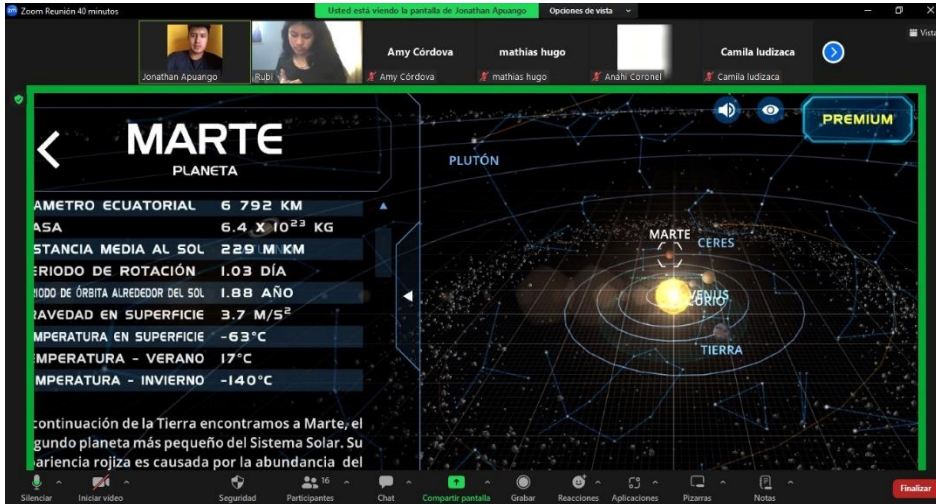 zm Zoom Reunión 40 minutos
Usted está viendo la pantalla de Jonathan Apuango
Opciones de vista
Vista
Jonathan Apuango
Rubi
Amy Córdova
Amy Córdova
mathias hugo
mathias hugo
Anahi Coronel
Camila ludizaca
Camila ludizaca
MARTE
PLANETA
AMETRO ECUATORIAL 6 792 KM
ASA 6.4 X 10²³ KG
STANCIA MEDIA AL SOL 229 M KM
ERIODO DE ROTACIÓN 1.03 DÍA
IODO DE ÓRBITA ALREDEDOR DEL SOL 1.88 AÑO
RAVEDAD EN SUPERFICIE 3.7 M/S²
MPERATURA EN SUPERFICIE -63°C
MPERATURA - VERANO 17°C
MPERATURA - INVIERNO -140°C
continuación de la Tierra encontramos a Marte, el
gundo planeta más pequeño del Sistema Solar. Su
ariencia rojiza es causada por la abundancia del
PREMIUM
PLUTÓN
MARTE
CERES
VENUS
TIERRA
Silenciar
Iniciar video
Seguridad
16
Participantes
Chat
Compartir pantalla
Grabar
Reacciones
Aplicaciones
Pizarras
Notas
Finalizar